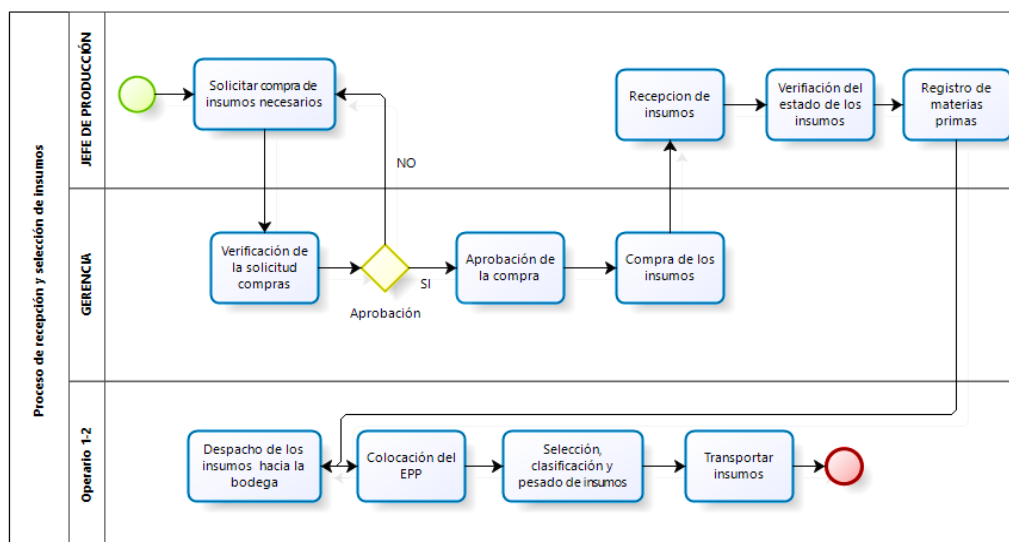 Proceso de recepción y selección de insumos
JEFE DE PRODUCCIÓN
Solicitar compra de
insumos necesarios
Recepcion de
insumos
Verifiación del
estado de los
insumos
Registro de
materias
primas
NO
GERENCIA
Verificación de
la solicitud
compras
Aprobación
SI
Aprobación de
la compra
Compra de los
insumos
Operario 1-2
Despacho de los
insumos hacia la
bodega
Colocación del
EPP
Selección,
clasificación y
pesado de insumos
Transportar
insumos